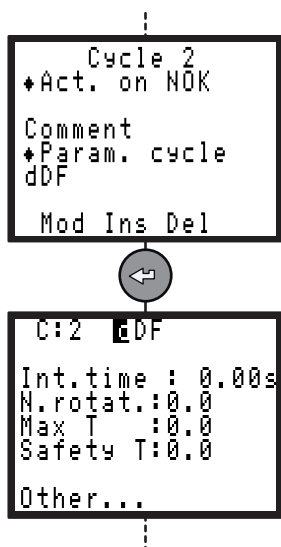 Cycle 2
♦Act. on NOK
Comment
♦Param. cycle
dDF
Mod Ins Del
C:2 dDF
Int.time : 0.00s
N.rotat.:0.0
Max T :0.0
Safety T:0.0
Other...